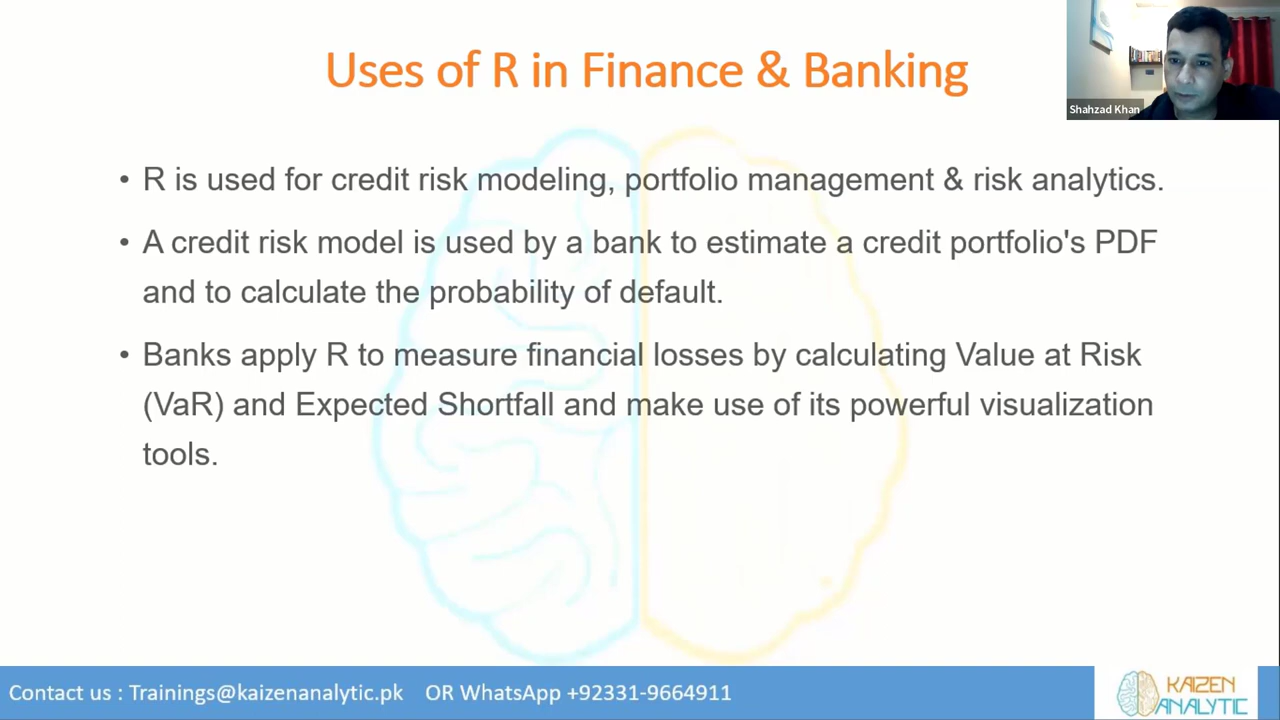 Uses of R in Finance & Banking
Shahzad Khan
• R is used for credit risk modeling, portfolio management & risk analytics.
• A credit risk model is used by a bank to estimate a credit portfolio's PDF
and to calculate the probability of default.
• Banks apply R to measure financial losses by calculating Value at Risk
(VaR) and Expected Shortfall and make use of its powerful visualization
tools.
Contact us : Trainings@kaizenanalytic.pk OR WhatsApp +92331-9664911
KAIZEN
ANALYTIC